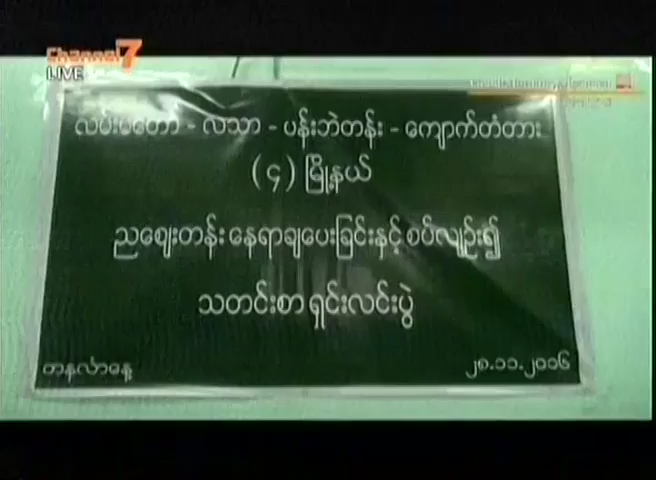 Channel 7
LIVE
လမ်းမတော် - လသာ - ပန်းဘဲတန်း - ကျောက်တံတား
(၄) မြို့နယ်
ညဈေးတန်း နေရာချပေးခြင်းနှင့် စပ်လျဉ်း၍
သတင်းစာ ရှင်းလင်းပွဲ
တနင်္လာနေ့
၂၈.၁၁.၂၀၁၆